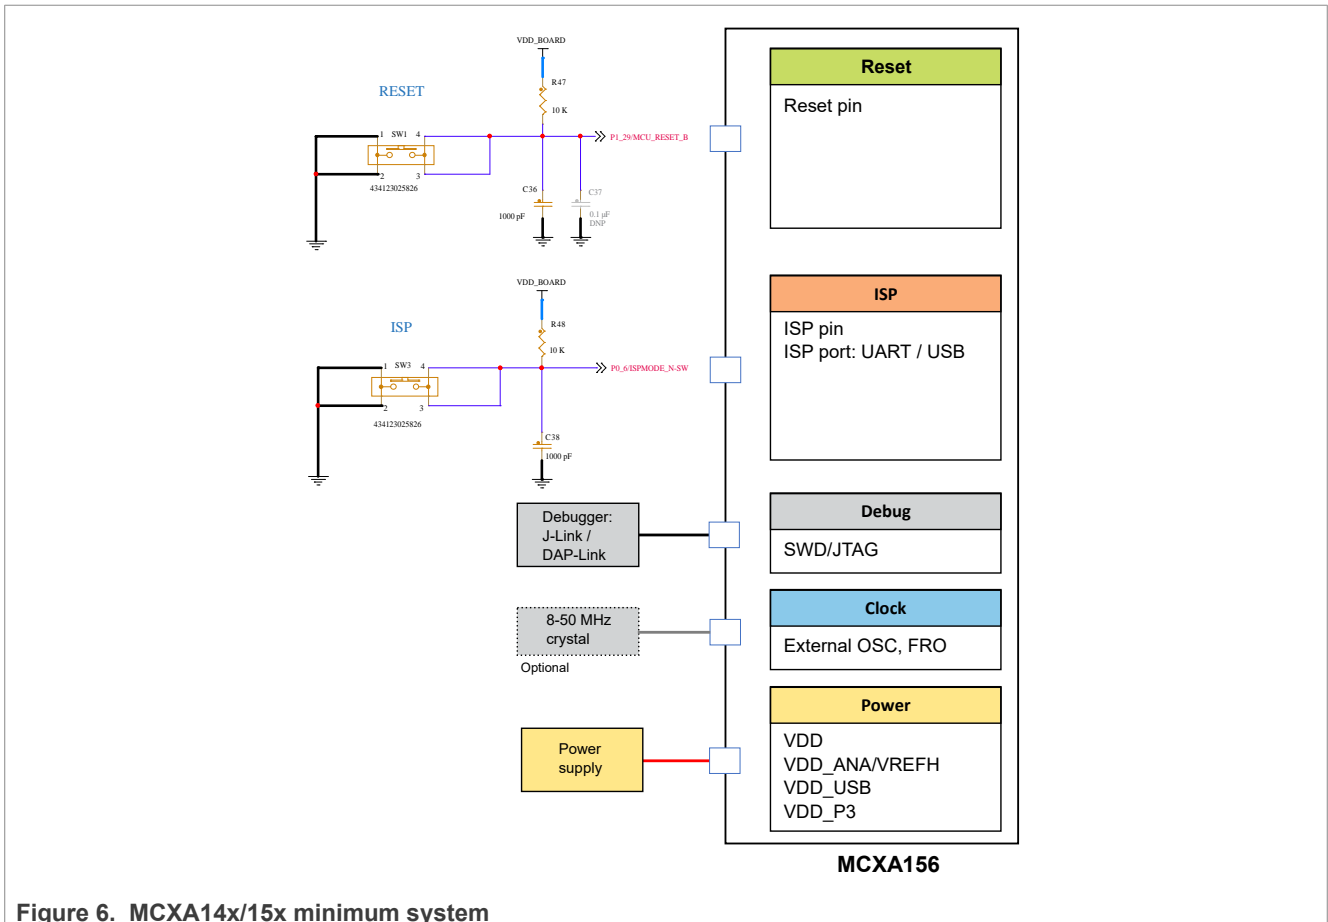 VDD_BOARD
R47
10 K
RESET
1 SW1 4
2 3
434123025826
P1_29/MCU_RESET_B
C36
1000 pF
C37
0.1 µF
DNP
Reset
Reset pin
VDD_BOARD
R48
10 K
ISP
1 SW3 4
2 3
434123025826
P0_6/ISPMODE_N-SW
C38
1000 pF
ISP
ISP pin
ISP port: UART / USB
Debugger:
J-Link /
DAP-Link
Debug
SWD/JTAG
8-50 MHz
crystal
Optional
Clock
External OSC, FRO
Power
supply
Power
VDD
VDD_ANA/VREFH
VDD_USB
VDD_P3
MCXA156
Figure 6. MCXA14x/15x minimum system